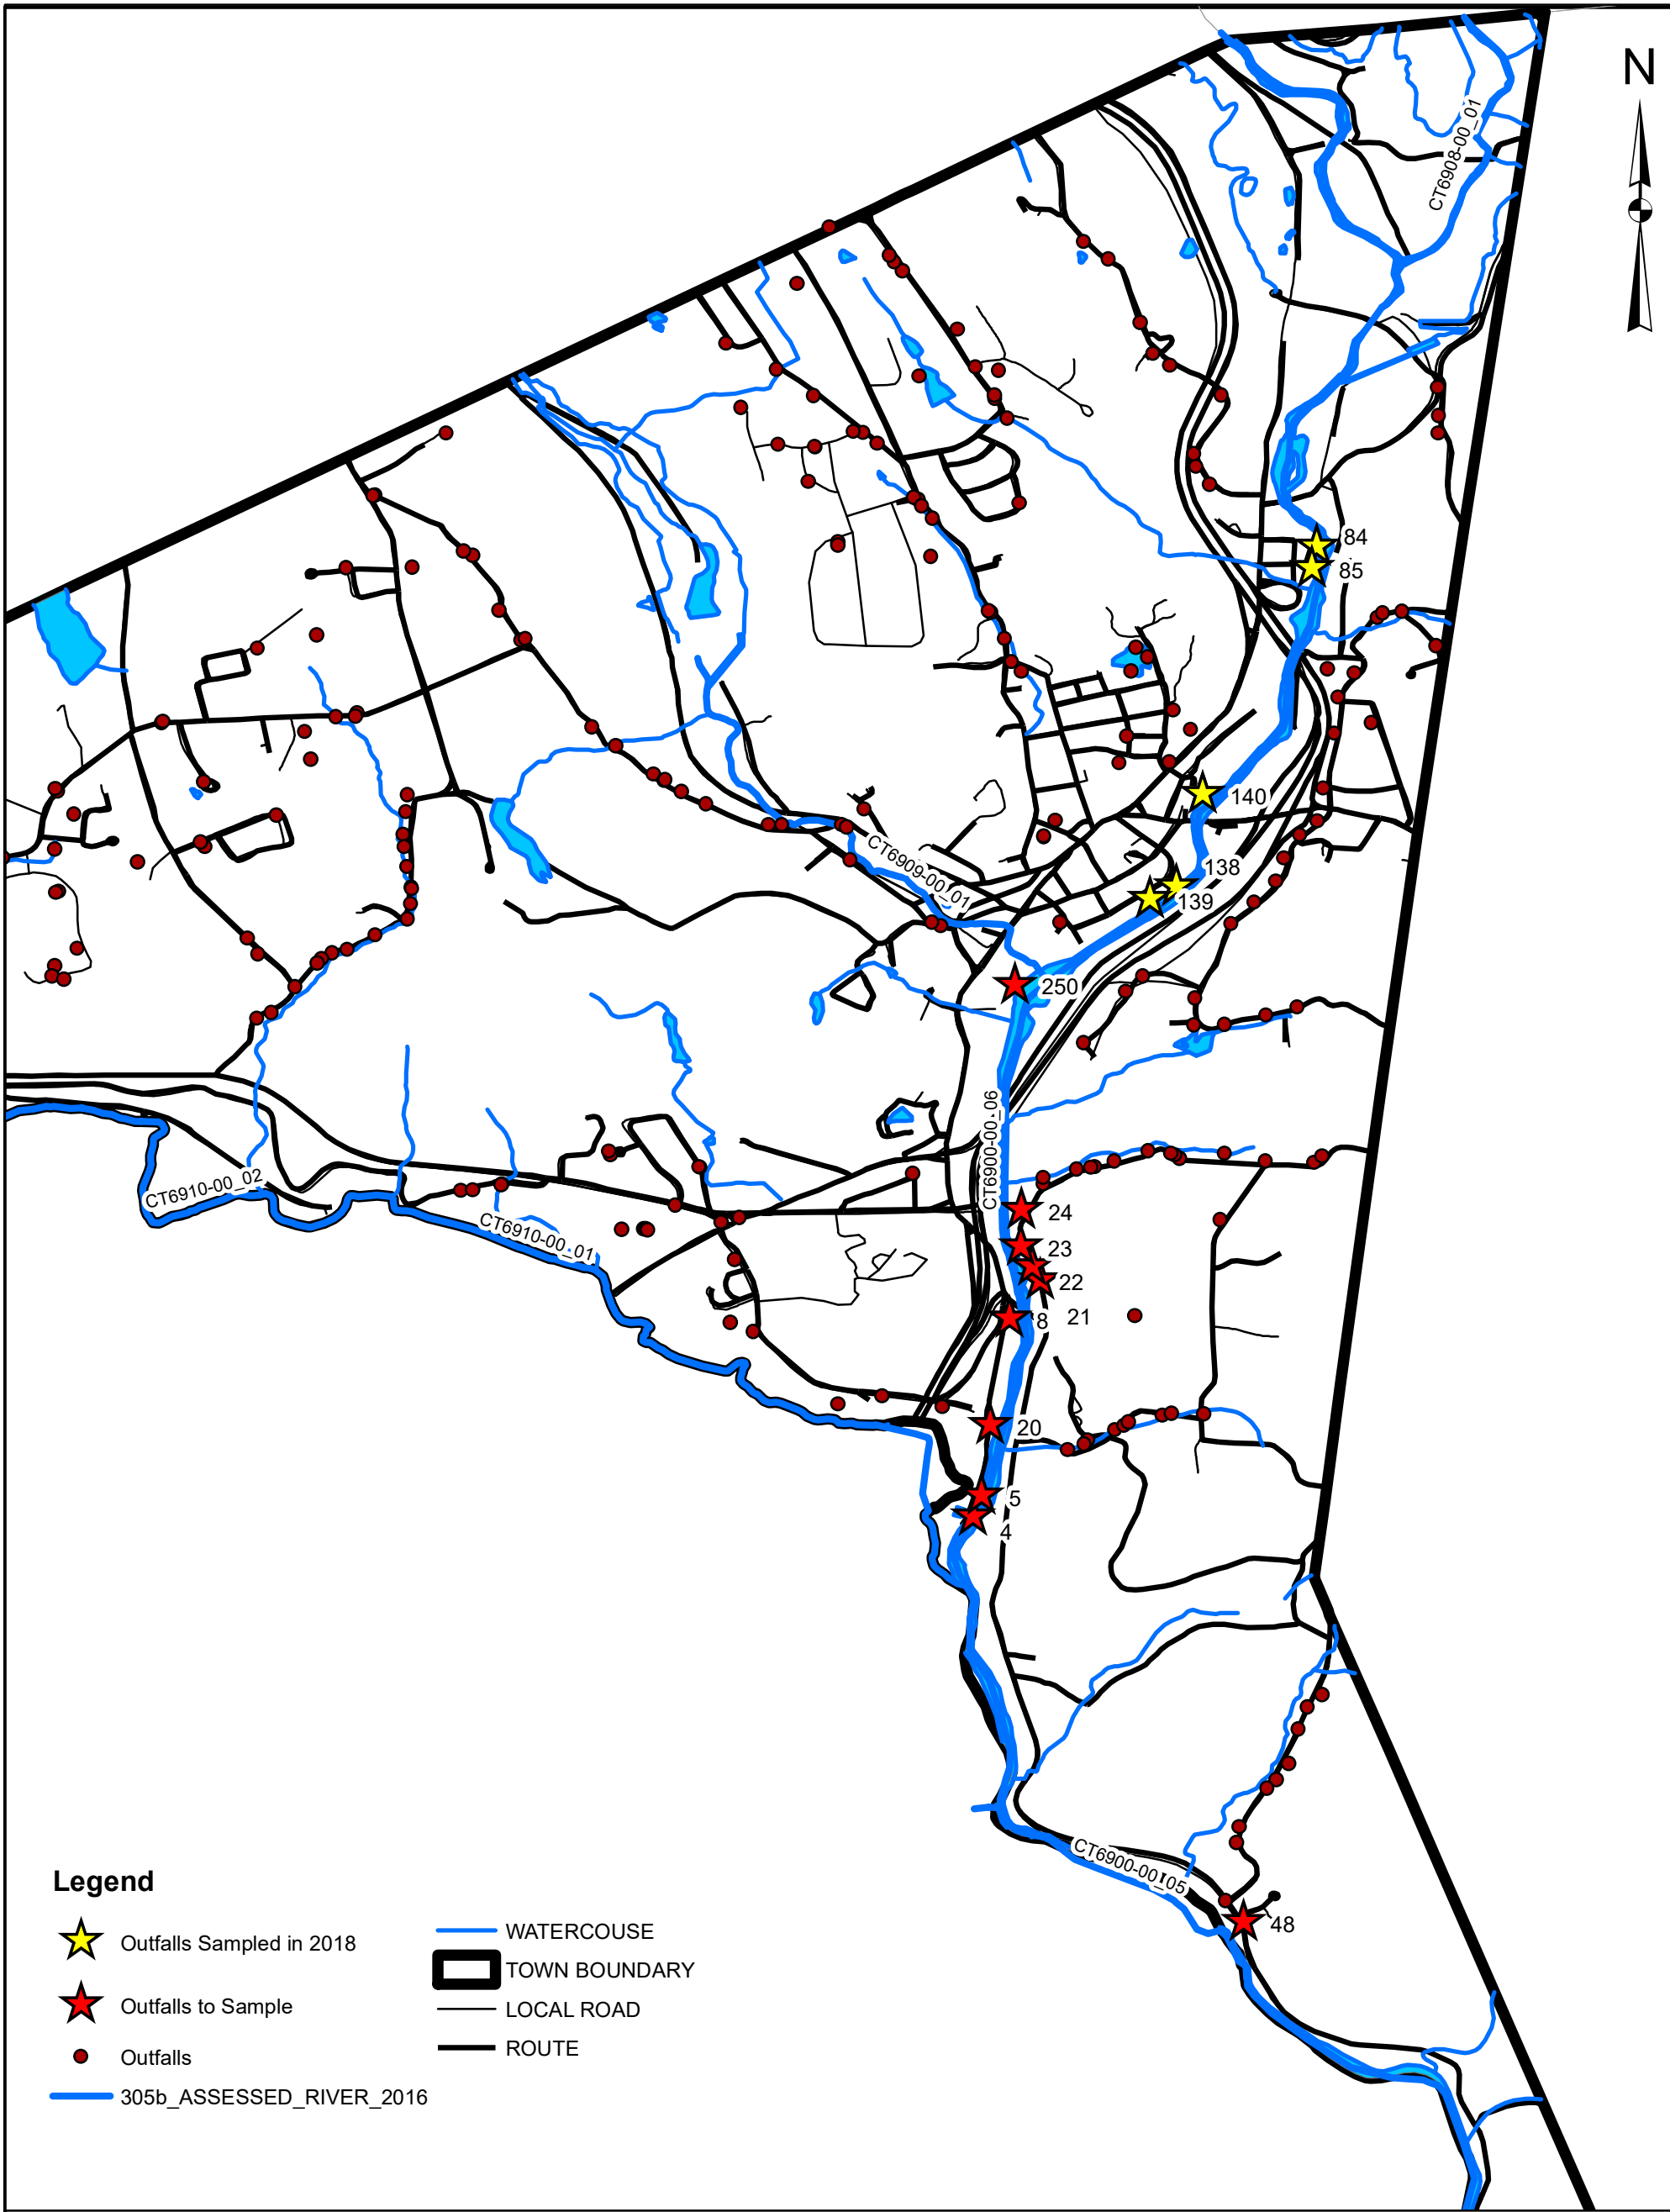 N
CT6908-00_01
84
85
140
CT6909-00_01
138
139
250
CT6900-00_06
CT6910-00_02
24
CT6910-00_01
23
22
8
21
20
5
4
CT6900-00_05
48
Legend
Outfalls Sampled in 2018
Outfalls to Sample
Outfalls
305b_ASSESSED_RIVER_2016
WATERCOUSE
TOWN BOUNDARY
LOCAL ROAD
ROUTE